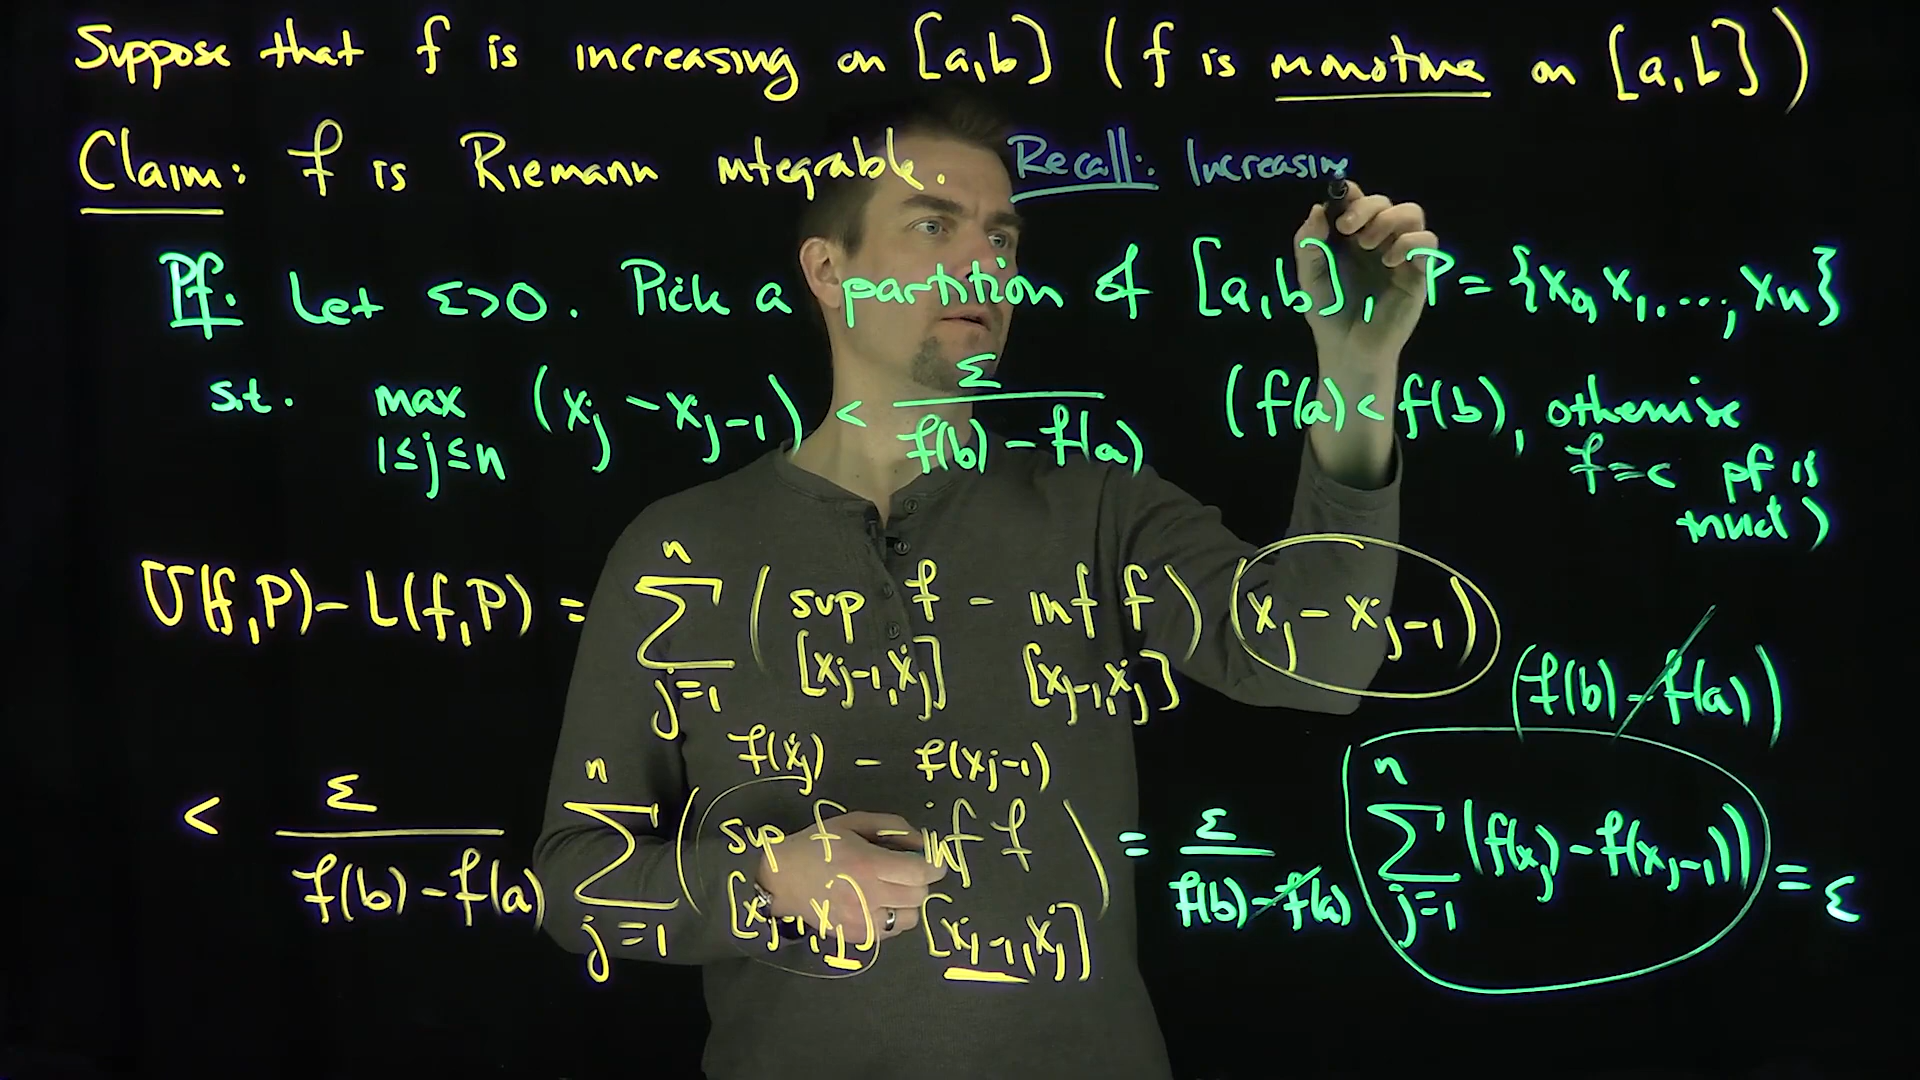 Suppose that f is increasing on [a,b] (f is monotone on [a,b])
Claim: f is Riemann integrable. Recall: Increasing
Pf. Let ε>0. Pick a partition of [a,b], P = {x₀, x₁, ..., xₙ}
s.t. max (xⱼ - xⱼ₋₁) < ε / (f(b) - f(a)) (f(a) < f(b), otherwise
1≤j≤n
f=c pf is
U(f,P) - L(f,P) = Σⁿⱼ₌₁ ( sup f - inf f ) (xⱼ - xⱼ₋₁)
[xⱼ₋₁, xⱼ] [xⱼ₋₁, xⱼ]
(f(b) - f(a))
f(xⱼ) - f(xⱼ₋₁)
< ε / (f(b) - f(a)) Σⁿⱼ₌₁ ( sup f - inf f ) = ε / (f(b) - f(a)) Σⁿⱼ₌₁ (f(xⱼ) - f(xⱼ₋₁)) = ε
[xⱼ₋₁, xⱼ] [xⱼ₋₁, xⱼ]